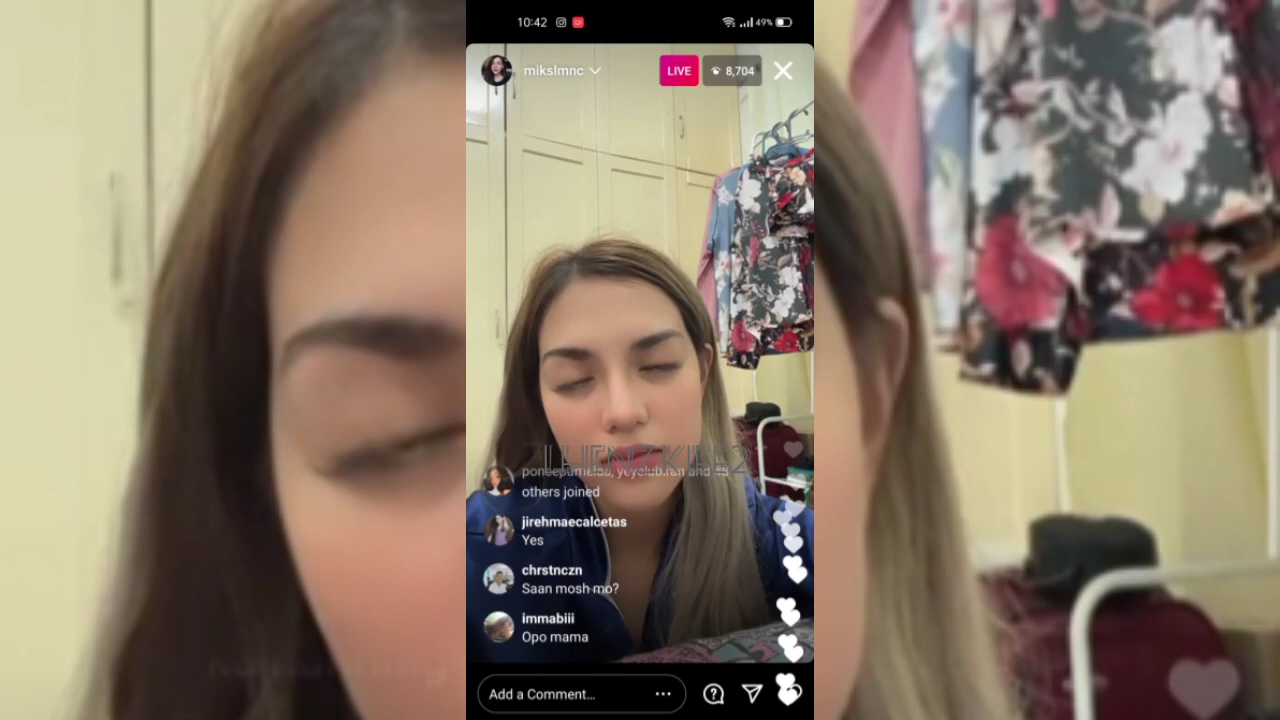 10:42
49%
mikslmnc
LIVE
8,704
others joined
jirehmaecalcetas
Yes
chrstnczn
Saan mosh mo?
immabiii
Opo mama
Add a Comment...